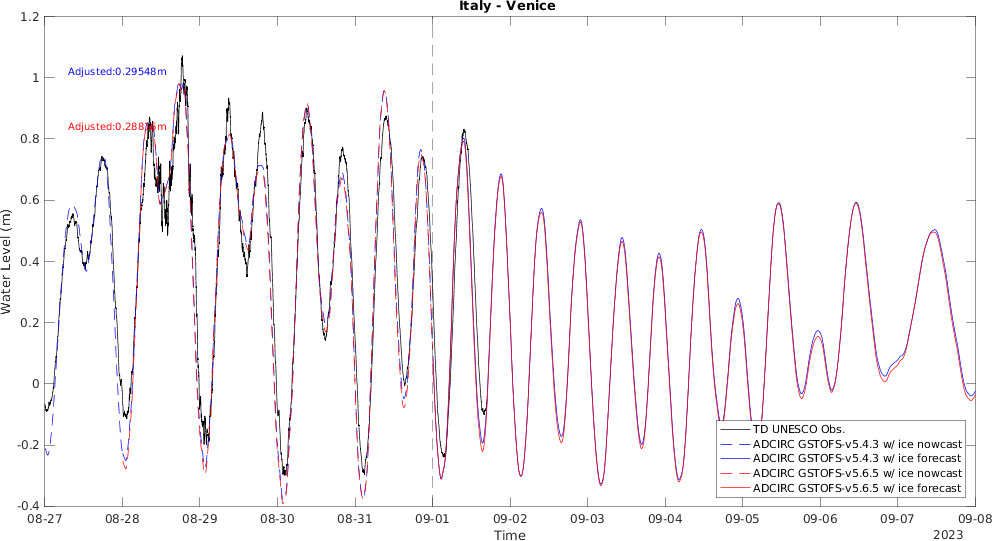 Italy - Venice
1.2
1
0.8
0.6
0.4
0.2
0
-0.2
-0.4
Water Level (m)
Adjusted:0.29548m
TD UNESCO Obs.
ADCIRC GSTOFS-v5.4.3 w/ ice nowcast
ADCIRC GSTOFS-v5.4.3 w/ ice forecast
ADCIRC GSTOFS-v5.6.5 w/ ice nowcast
ADCIRC GSTOFS-v5.6.5 w/ ice forecast
08-27 08-28 08-29 08-30 08-31 09-01 09-02 09-03 09-04 09-05 09-06 09-07 09-08
Time
2023